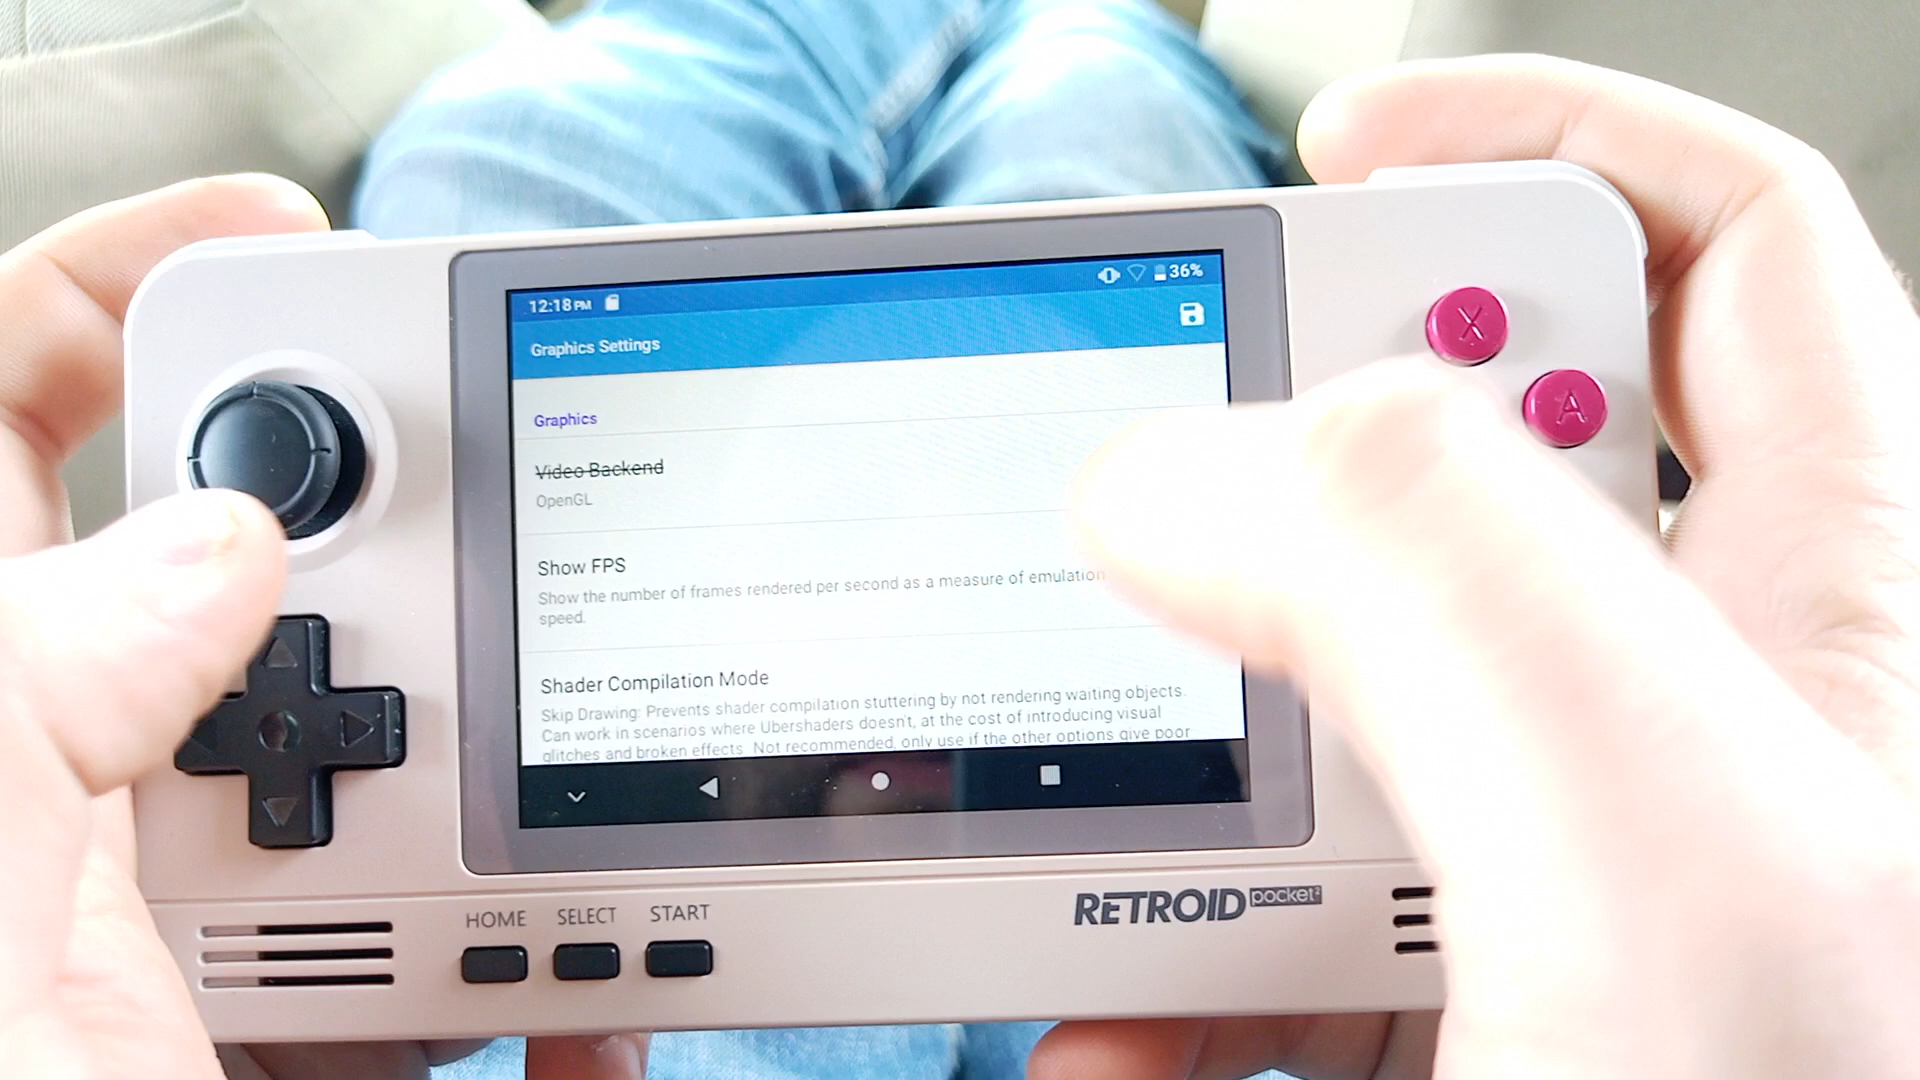 12:18 PM
36%
Graphics Settings
Graphics
Video Backend
OpenGL
Show FPS
Show the number of frames rendered per second as a measure of emulation
speed.
Shader Compilation Mode
Skip Drawing: Prevents shader compilation stuttering by not rendering waiting objects.
Can work in scenarios where Ubershaders doesn't, at the cost of introducing visual
glitches and broken effects. Not recommended, only use if the other options give poor
X
A
RETROID pocket²
HOME SELECT START